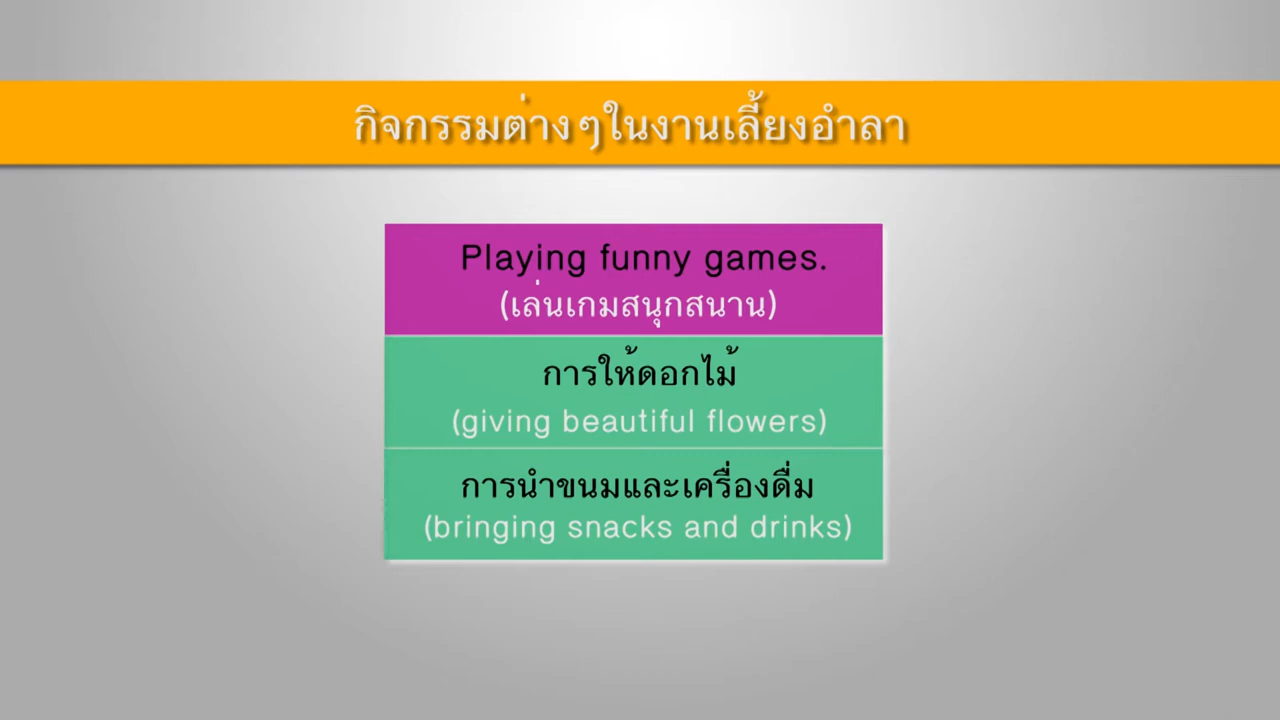 กิจกรรมต่างๆในงานเลี้ยงอำลา
Playing funny games.
(เล่นเกมสนุกสนาน)
การให้ดอกไม้
(giving beautiful flowers)
การนำขนมและเครื่องดื่ม
(bringing snacks and drinks)